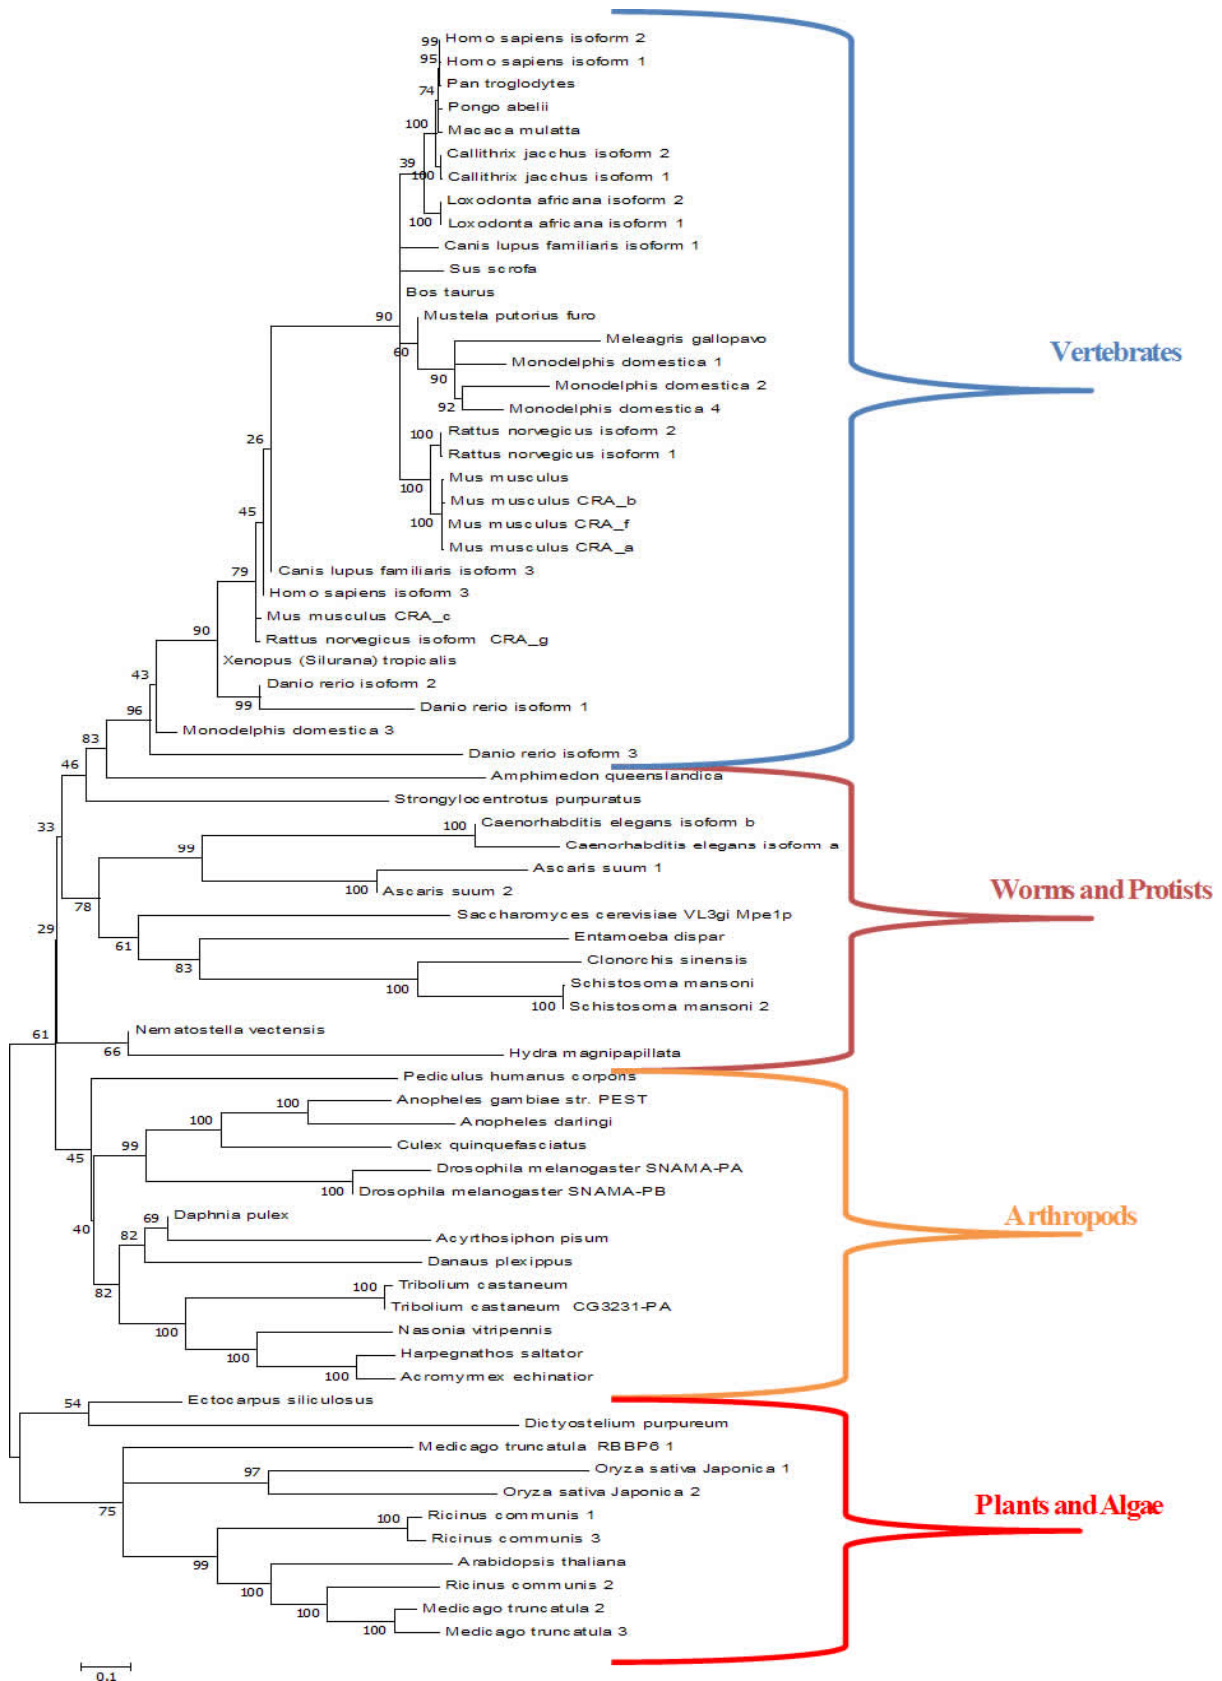 99
Homo sapiens isoform 2
95
Homo sapiens isoform 1
Pan troglodytes
74
Pongo abelii
100
Macaca mulatta
Callithrix jacchus isoform 2
39
100
Callithrix jacchus isoform 1
Loxodonta africana isoform 2
100
Loxodonta africana isoform 1
Canis lupus familiaris isoform 1
Sus scrofa
Bos taurus
90
Mustela putorius furo
Meleagris gallopavo
60
Vertebrates
Monodelphis domestica 1
90
Monodelphis domestica 2
92
Monodelphis domestica 4
100
Rattus norvegicus isoform 2
26
Rattus norvegicus isoform 1
Mus musculus
100
Mus musculus CRA_b
45
100
Mus musculus CRA_f
Mus musculus CRA_a
79
Canis lupus familiaris isoform 3
Homo sapiens isoform 3
Mus musculus CRA_c
90
Rattus norvegicus isoform CRA_g
Xenopus (Silurana) tropicalis
43
Danio rerio isoform 2
99
Danio rerio isoform 1
96
Monodelphis domestica 3
83
Danio rerio isoform 3
46
Amphimedon queenslandica
Strongylocentrotus purpuratus
33
100
Caenorhabditis elegans isoform b
99
Caenorhabditis elegans isoform a
Ascaris suum 1
100
Ascaris suum 2
Worms and Protists
78
Saccharomyces cerevisiae VL3gi Mpe1p
29
61
Entamoeba dispar
83
Clonorchis sinensis
100
Schistosoma mansoni
100
Schistosoma mansoni 2
61
Nematostella vectensis
66
Hydra magnipapillata
Pediculus humanus corporis
100
Anopheles gambiae str. PEST
100
Anopheles darlingi
99
Culex quinquefasciatus
45
Drosophila melanogaster SNAMA-PA
100
Drosophila melanogaster SNAMA-PB
69
Daphnia pulex
Arthropods
40
82
Acyrthosiphon pisum
Danaus plexippus
82
100
Tribolium castaneum
Tribolium castaneum CG3231-PA
100
Nasonia vitripennis
100
Harpegnathos saltator
100
Acromyrmex echinatior
54
Ectocarpus siliculosus
Dictyostelium purpureum
Medicago truncatula RBBP6 1
97
Oryza sativa Japonica 1
Oryza sativa Japonica 2
75
Plants and Algae
100
Ricinus communis 1
Ricinus communis 3
99
Arabidopsis thaliana
100
Ricinus communis 2
100
Medicago truncatula 2
100
Medicago truncatula 3
0.1